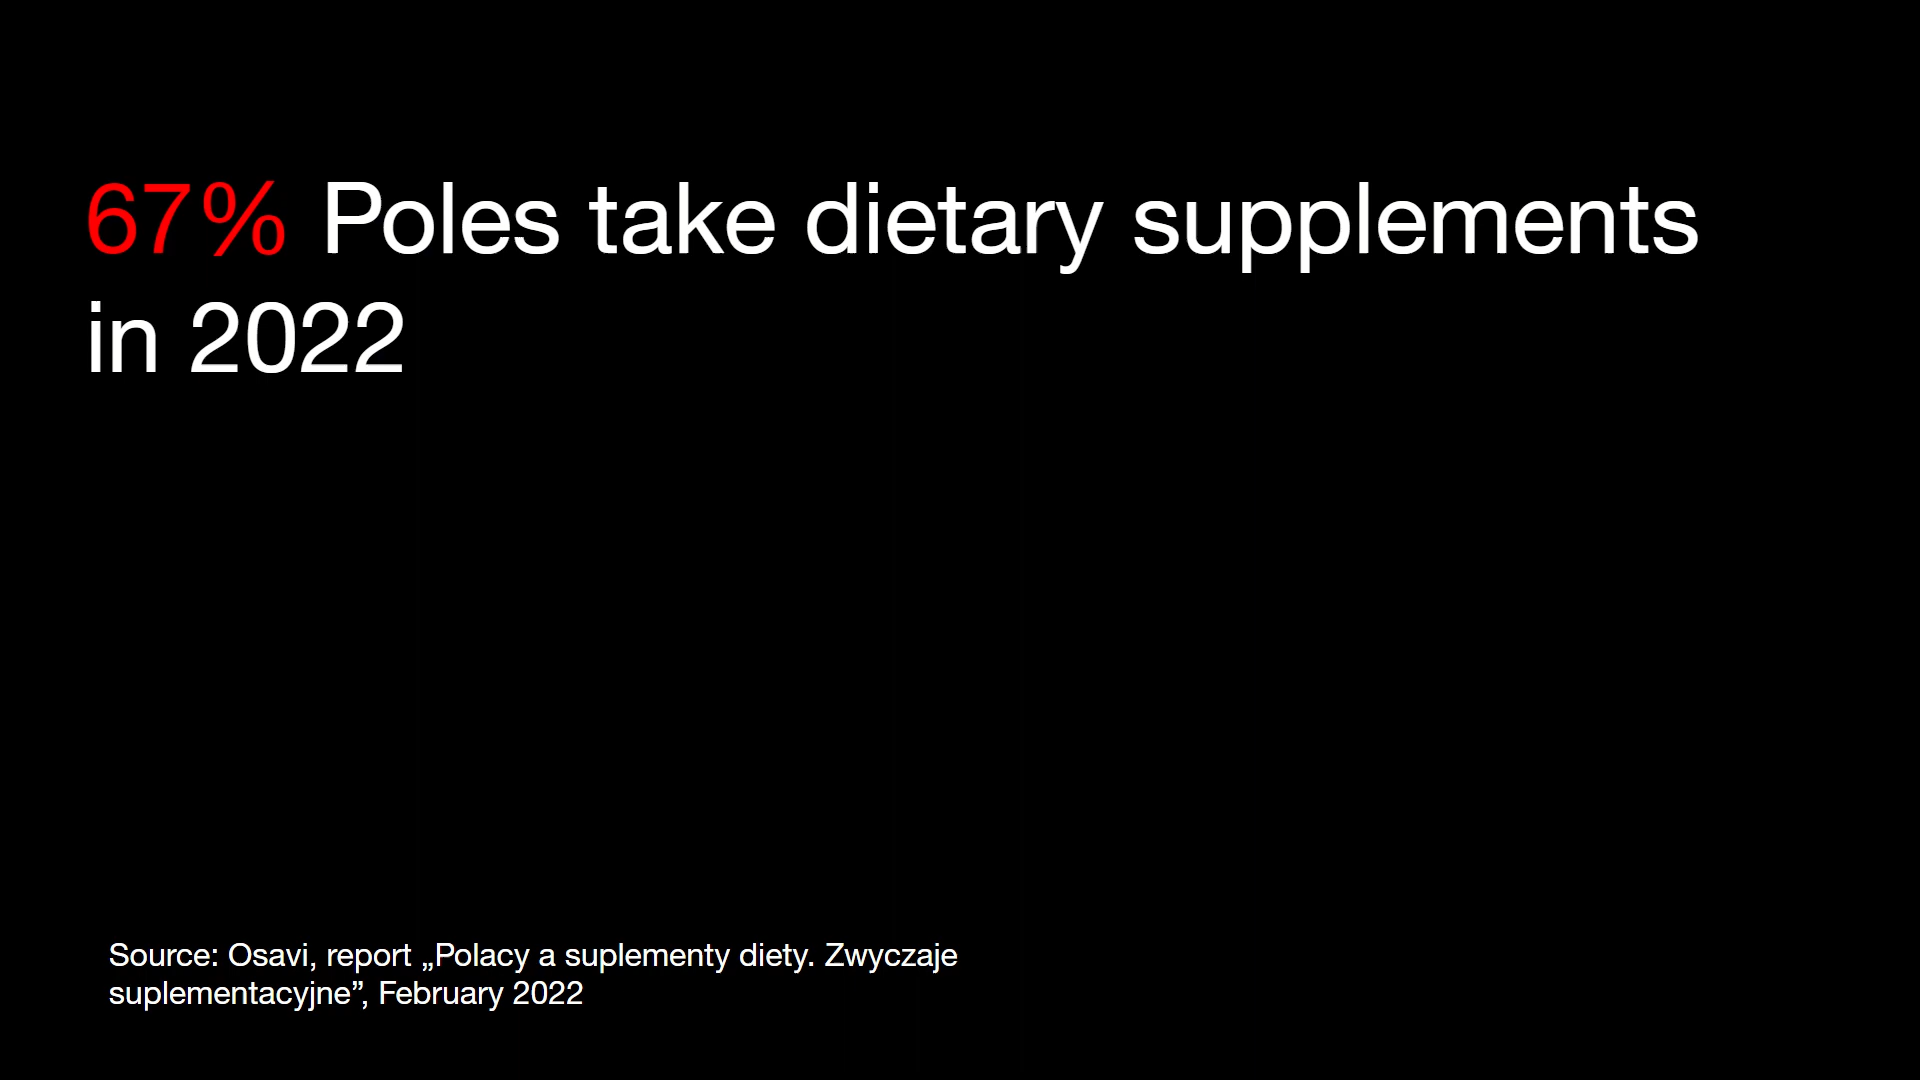 67% Poles take dietary supplements
in 2022
Source: Osavi, report „Polacy a suplementy diety. Zwyczaje
suplementacyjne”, February 2022